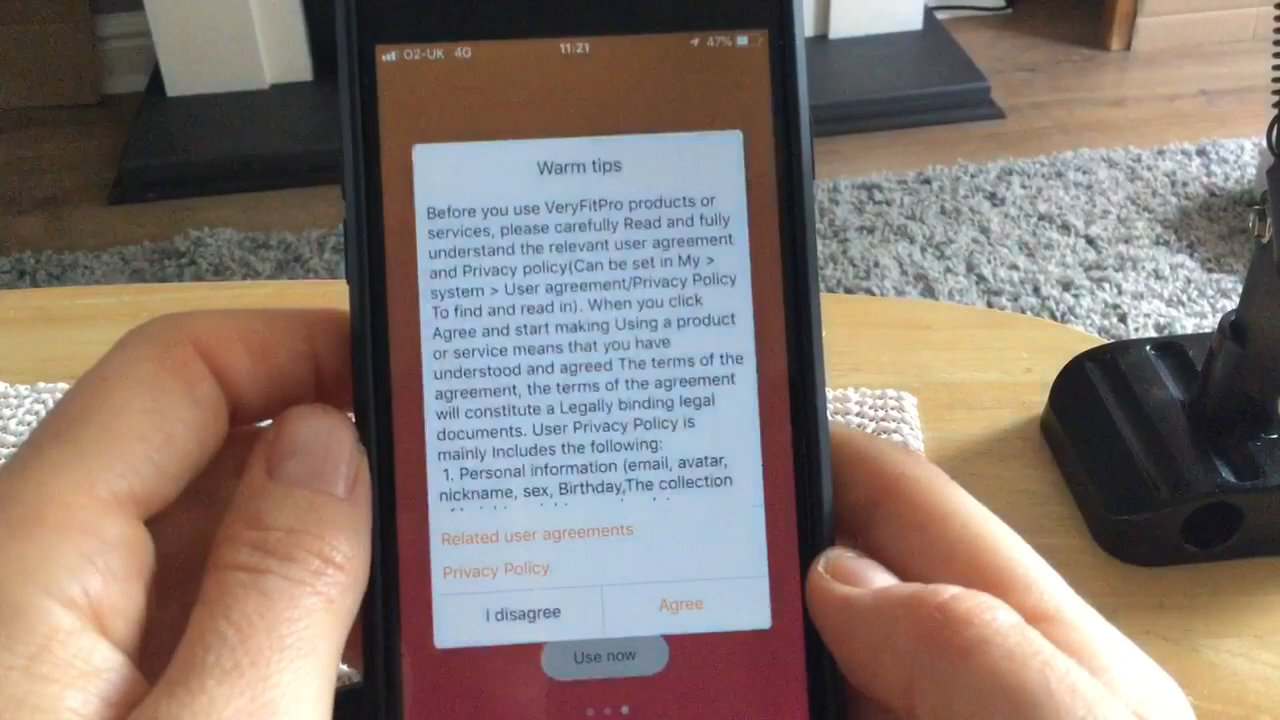 O2-UK 4G 11:21 47%
Warm tips
Before you use VeryFitPro products or
services, please carefully Read and fully
understand the relevant user agreement
and Privacy policy(Can be set in My >
system > User agreement/Privacy Policy
To find and read in). When you click
Agree and start making Using a product
or service means that you have
understood and agreed The terms of the
agreement, the terms of the agreement
will constitute a Legally binding legal
documents. User Privacy Policy is
mainly Includes the following:
1. Personal information (email, avatar,
nickname, sex, Birthday,The collection
Related user agreements
Privacy Policy
I disagree Agree
Use now